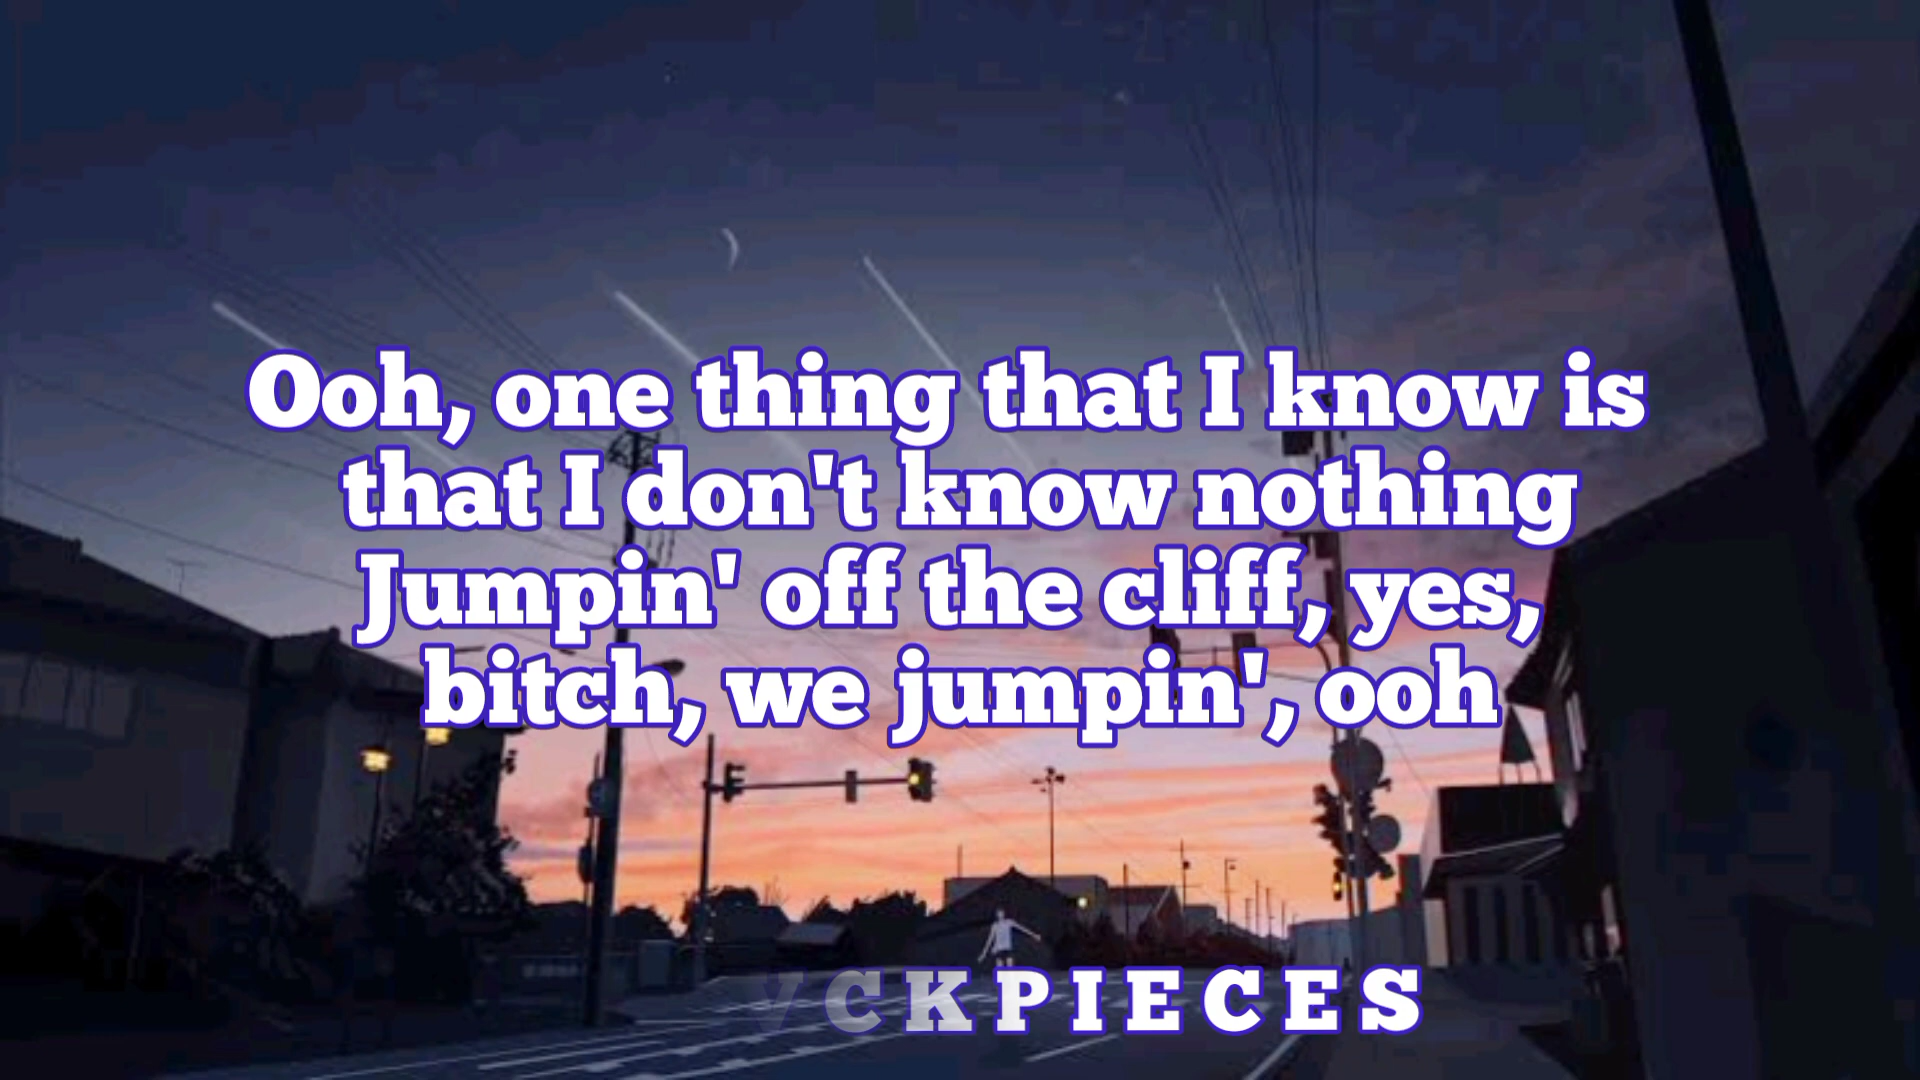 Ooh, one thing that I know is
that I don't know nothing
Jumpin' off the cliff, yes,
bitch, we jumpin', ooh
VCKPIECES